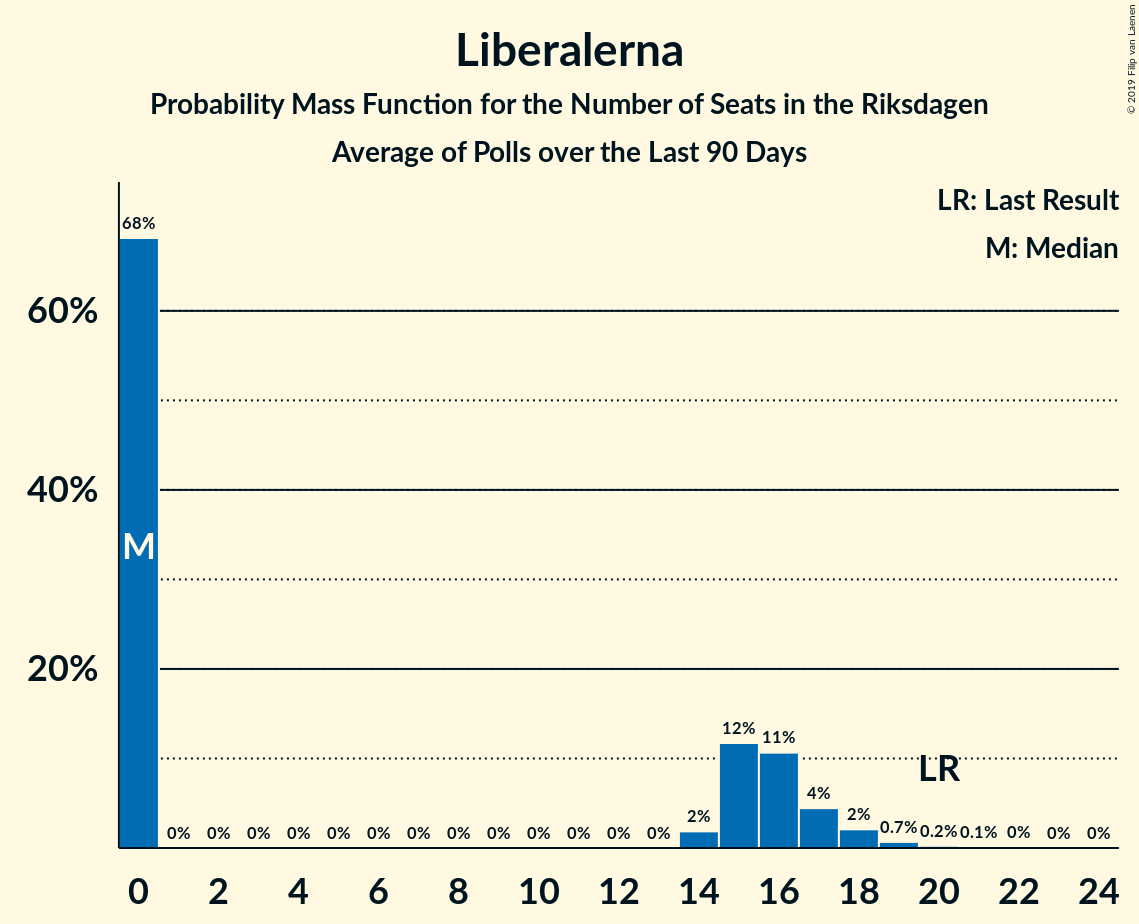 Liberalerna
Probability Mass Function for the Number of Seats in the Riksdagen
Average of Polls over the Last 90 Days
© 2019 Filip van Laenen
LR: Last Result
M: Median
68%
60%
40%
M
20%
12%
11%
LR
4%
0% 0% 0% 0% 0% 0% 0% 0% 0% 0% 0% 0% 0% 2% 2% 0.7% 0.2% 0.1% 0% 0% 0%
0 2 4 6 8 10 12 14 16 18 20 22 24